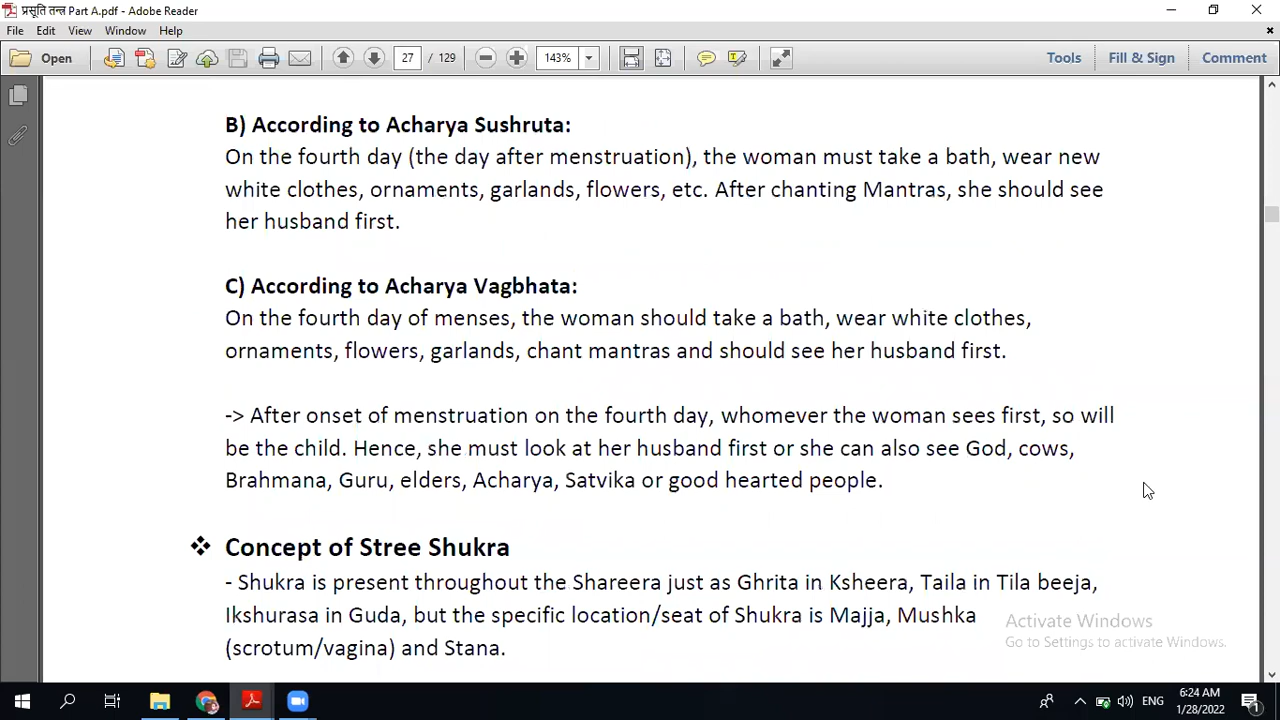 प्रसूति तन्त्र Part A.pdf - Adobe Reader
File Edit View Window Help
Open 27 / 129 143% Tools Fill & Sign Comment
B) According to Acharya Sushruta:
On the fourth day (the day after menstruation), the woman must take a bath, wear new
white clothes, ornaments, garlands, flowers, etc. After chanting Mantras, she should see
her husband first.
C) According to Acharya Vagbhata:
On the fourth day of menses, the woman should take a bath, wear white clothes,
ornaments, flowers, garlands, chant mantras and should see her husband first.
-> After onset of menstruation on the fourth day, whomever the woman sees first, so will
be the child. Hence, she must look at her husband first or she can also see God, cows,
Brahmana, Guru, elders, Acharya, Satvika or good hearted people.
❖ Concept of Stree Shukra
- Shukra is present throughout the Shareera just as Ghrita in Ksheera, Taila in Tila beeja,
Ikshurasa in Guda, but the specific location/seat of Shukra is Majja, Mushka
(scrotum/vagina) and Stana.
Activate Windows
Go to Settings to activate Windows.
ENG
6:24 AM
1/28/2022
1